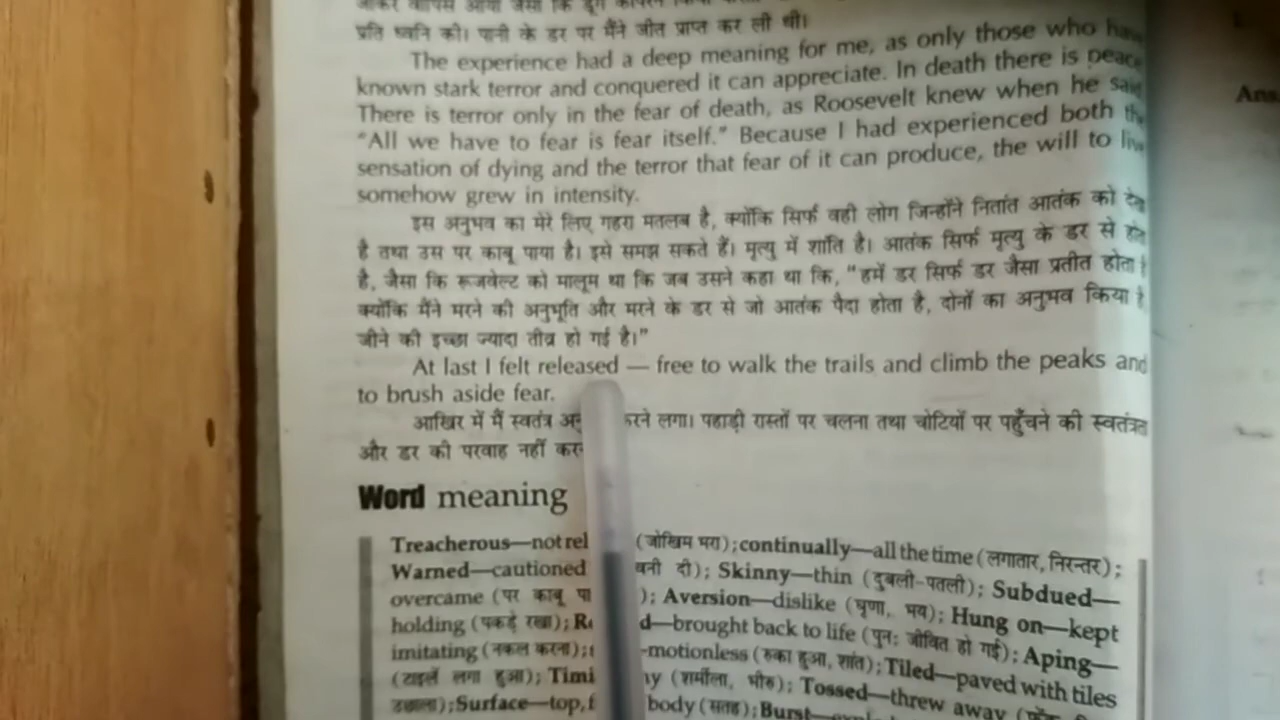 प्रति ध्वनि की। पानी के डर पर मैंने जीत प्राप्त कर ली थी।
The experience had a deep meaning for me, as only those who
known stark terror and conquered it can appreciate. In death there is peace
There is terror only in the fear of death, as Roosevelt knew when he said
"All we have to fear is fear itself." Because I had experienced both the
sensation of dying and the terror that fear of it can produce, the will to live
somehow grew in intensity.
इस अनुभव का मेरे लिए गहरा मतलब है, क्योंकि सिर्फ वही लोग जिन्होंने नितांत आतंक को देखा
है तथा उस पर काबू पाया है। इसे समझ सकते हैं। मृत्यु में शांति है। आतंक सिर्फ मृत्यु के डर से होता
है, जैसा कि रूजवेल्ट को मालूम था कि जब उसने कहा था कि, "हमें डर सिर्फ डर जैसा प्रतीत होता
क्योंकि मैंने मरने की अनुभूति और मरने के डर से जो आतंक पैदा होता है, दोनों का अनुभव किया है
जीने की इच्छा ज्यादा तीव्र हो गई है।"
At last I felt released — free to walk the trails and climb the peaks and
to brush aside fear.
आखिर में मैं स्वतंत्र करने लगा। पहाड़ी रास्तों पर चलना तथा चोटियों पर पहुँचने की स्वतंत्रता
और डर की परवाह नहीं
Word meaning
Treacherous—not (जोखिम भरा); continually—all the time (लगातार, निरन्तर);
Warned—cautioned दी); Skinny—thin (दुबली-पतली); Subdued—
overcame (पर काबू ); Aversion—dislike (घृणा, भय); Hung on—kept
holding (पकड़े रखा); —brought back to life (पुन: जीवित हो गई); Aping—
imitating (नकल करना); —motionless (रुका हुआ, शांत); Tiled—paved with tiles
(टाइलें लगा हुआ); (शर्मीला, भीरु); Tossed—threw away
उछाला); Surface—top, body (सतह); Burst—
Ans.